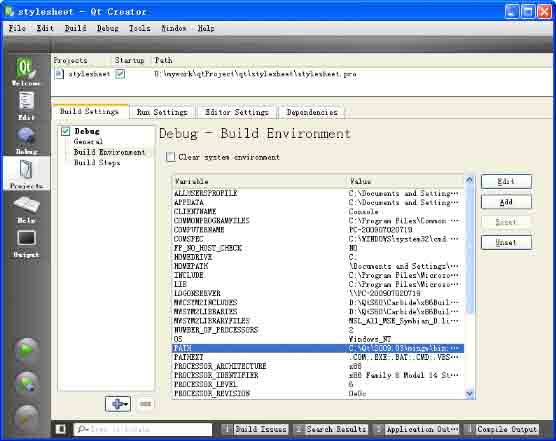 stylesheet - Qt Creator
File Edit Build Debug Tools Window Help
Projects Startup Path
stylesheet D:\mywork\qtProject\qt\stylesheet\stylesheet.pro
Welcome
Edit
Debug
Projects
Help
Output
Build Settings Run Settings Editor Settings Dependencies
Debug
General
Build Environment
Build Steps
Debug - Build Environment
Clear system environment
Variable Value
ALLUSERSPROFILE C:\Documents and Setting...
APPDATA C:\Documents and Setting...
CLIENTNAME Console
COMMONPROGRAMFILES C:\Program Files\Common ...
COMPUTERNAME PC-200907020719
COMSPEC C:\WINDOWS\system32\cmd...
FP_NO_HOST_CHECK NO
HOMEDRIVE C:
HOMEPATH \Documents and Settings\...
INCLUDE C:\Program Files\Microso...
LIB C:\Program Files\Microso...
LOGONSERVER \\PC-200907020719
MWSYM2INCLUDES D:\QtS60\Carbide\x86Buil...
MWSYM2LIBRARIES D:\QtS60\Carbide\x86Buil...
MWSYM2LIBRARYFILES MSL_All_MSE_Symbian_D.li...
NUMBER_OF_PROCESSORS 2
OS Windows_NT
PATH C:\Qt\2009.03\mingw\bin...
PATHEXT .COM;.EXE;.BAT;.CMD;.VBS...
PROCESSOR_ARCHITECTURE x86
PROCESSOR_IDENTIFIER x86 Family 6 Model 14 St...
PROCESSOR_LEVEL 6
PROCESSOR_REVISION 0e0c
Edit
Add
Reset
Unset
Type to locate
1 Build Issues 2 Search Results 3 Application Out... 4 Compile Output